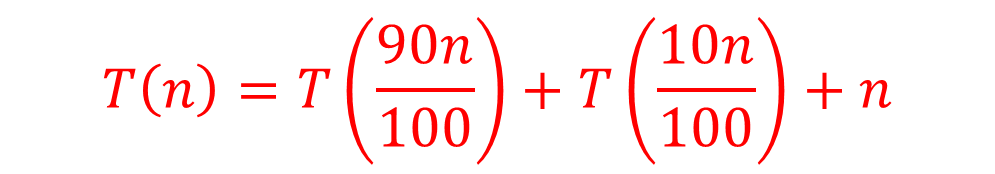 T(n) = T(90n/100) + T(10n/100) + n